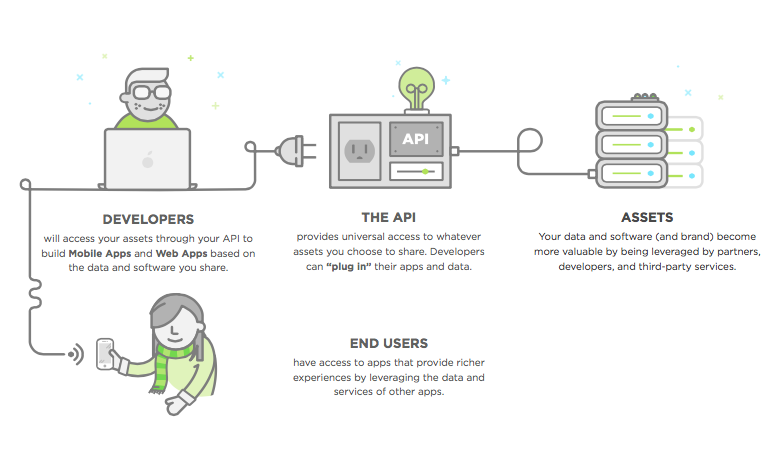 API
DEVELOPERS
will access your assets through your API to
build Mobile Apps and Web Apps based on
the data and software you share.
THE API
provides universal access to whatever
assets you choose to share. Developers
can “plug in” their apps and data.
ASSETS
Your data and software (and brand) become
more valuable by being leveraged by partners,
developers, and third-party services.
END USERS
have access to apps that provide richer
experiences by leveraging the data and
services of other apps.